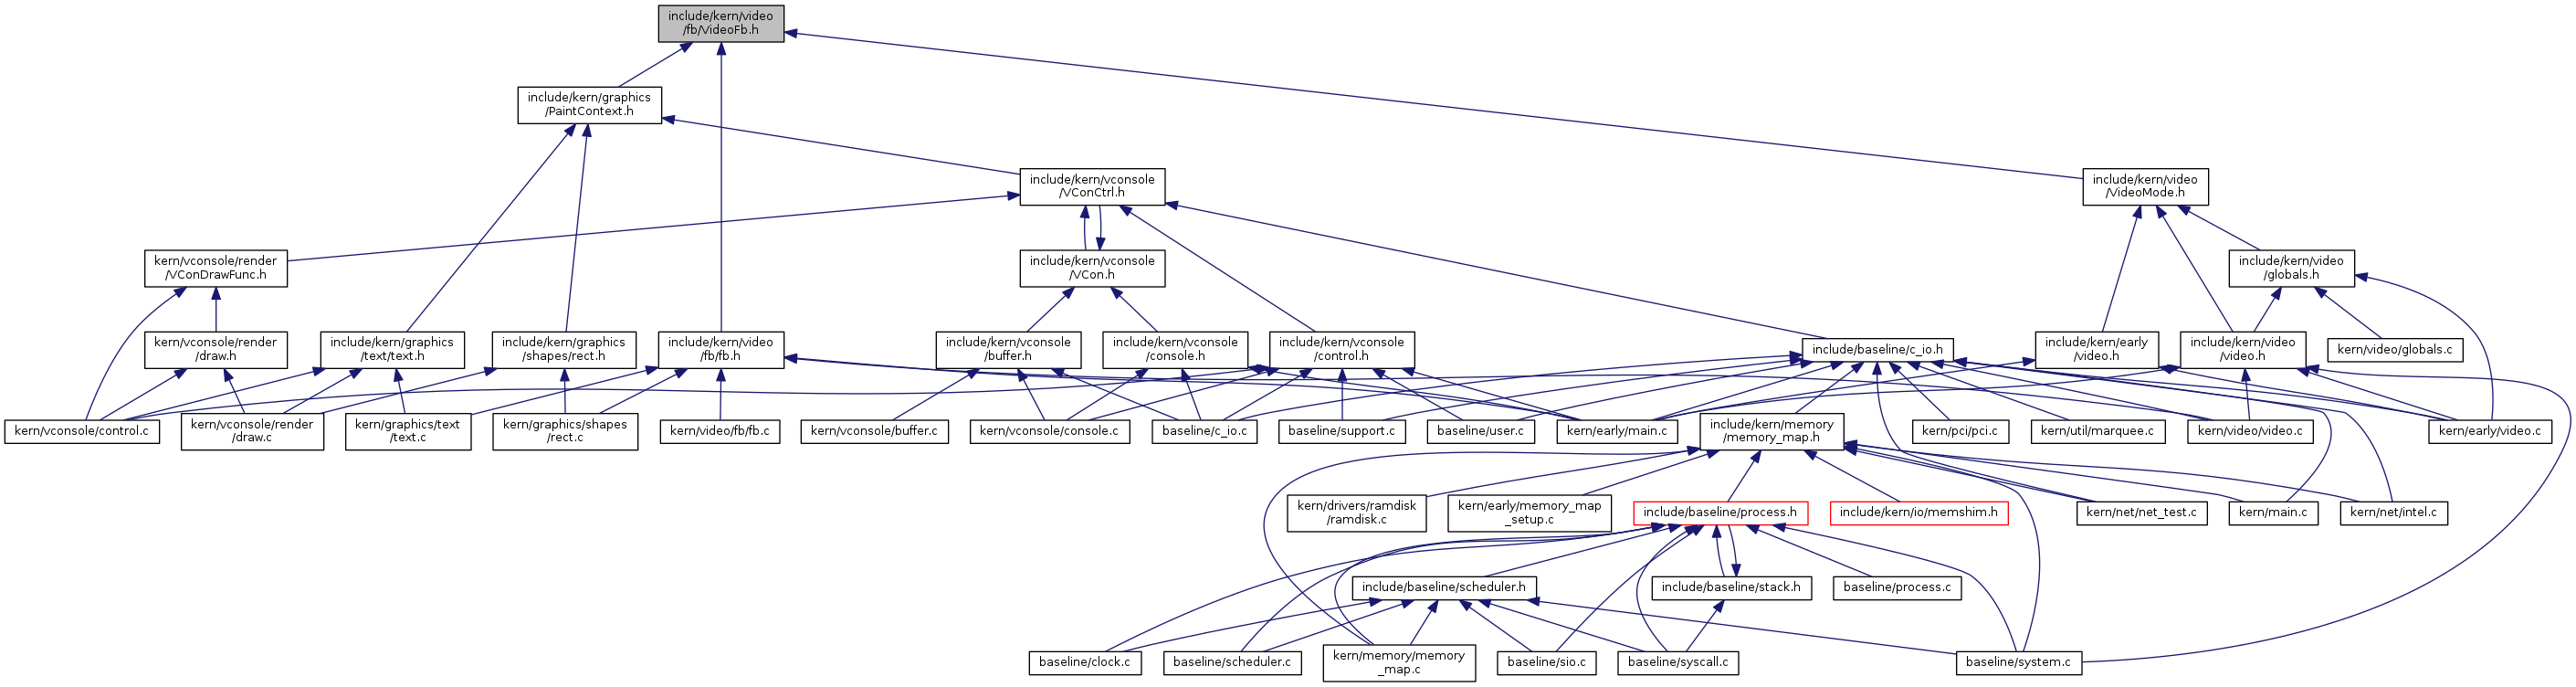 include/kern/video
/fb/VideoFb.h
include/kern/graphics
/PaintContext.h
include/kern/vconsole
/VConCtrl.h
include/kern/video
/VideoMode.h
kern/vconsole/render
/VConDrawFunc.h
include/kern/vconsole
/VCon.h
include/kern/video
/globals.h
kern/vconsole/render
/draw.h
include/kern/graphics
/text/text.h
include/kern/graphics
/shapes/rect.h
include/kern/video
/fb/fb.h
include/kern/vconsole
/buffer.h
include/kern/vconsole
/console.h
include/kern/vconsole
/control.h
include/baseline/c_io.h
include/kern/early
/video.h
include/kern/video
/video.h
kern/video/globals.c
kern/vconsole/control.c
kern/vconsole/render
/draw.c
kern/graphics/text
/text.c
kern/graphics/shapes
/rect.c
kern/video/fb/fb.c
kern/vconsole/buffer.c
kern/vconsole/console.c
baseline/c_io.c
baseline/support.c
baseline/user.c
kern/early/main.c
include/kern/memory
/memory_map.h
kern/pci/pci.c
kern/util/marquee.c
kern/video/video.c
kern/early/video.c
kern/drivers/ramdisk
/ramdisk.c
kern/early/memory_map
_setup.c
include/baseline/process.h
include/kern/io/memshim.h
kern/net/net_test.c
kern/main.c
kern/net/intel.c
include/baseline/scheduler.h
include/baseline/stack.h
baseline/process.c
baseline/clock.c
baseline/scheduler.c
kern/memory/memory
_map.c
baseline/sio.c
baseline/syscall.c
baseline/system.c